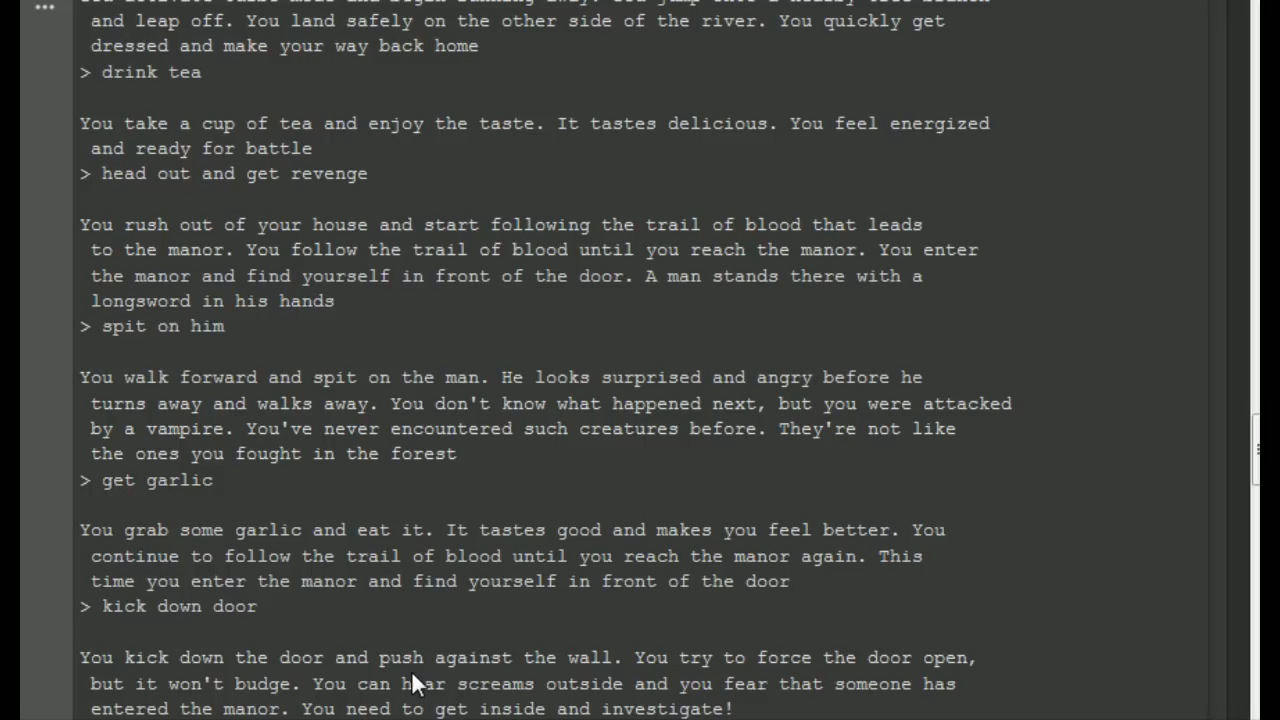 and leap off. You land safely on the other side of the river. You quickly get
dressed and make your way back home
> drink tea
You take a cup of tea and enjoy the taste. It tastes delicious. You feel energized
and ready for battle
> head out and get revenge
You rush out of your house and start following the trail of blood that leads
to the manor. You follow the trail of blood until you reach the manor. You enter
the manor and find yourself in front of the door. A man stands there with a
longsword in his hands
> spit on him
You walk forward and spit on the man. He looks surprised and angry before he
turns away and walks away. You don't know what happened next, but you were attacked
by a vampire. You've never encountered such creatures before. They're not like
the ones you fought in the forest
> get garlic
You grab some garlic and eat it. It tastes good and makes you feel better. You
continue to follow the trail of blood until you reach the manor again. This
time you enter the manor and find yourself in front of the door
> kick down door
You kick down the door and push against the wall. You try to force the door open,
but it won't budge. You can hear screams outside and you fear that someone has
entered the manor. You need to get inside and investigate!